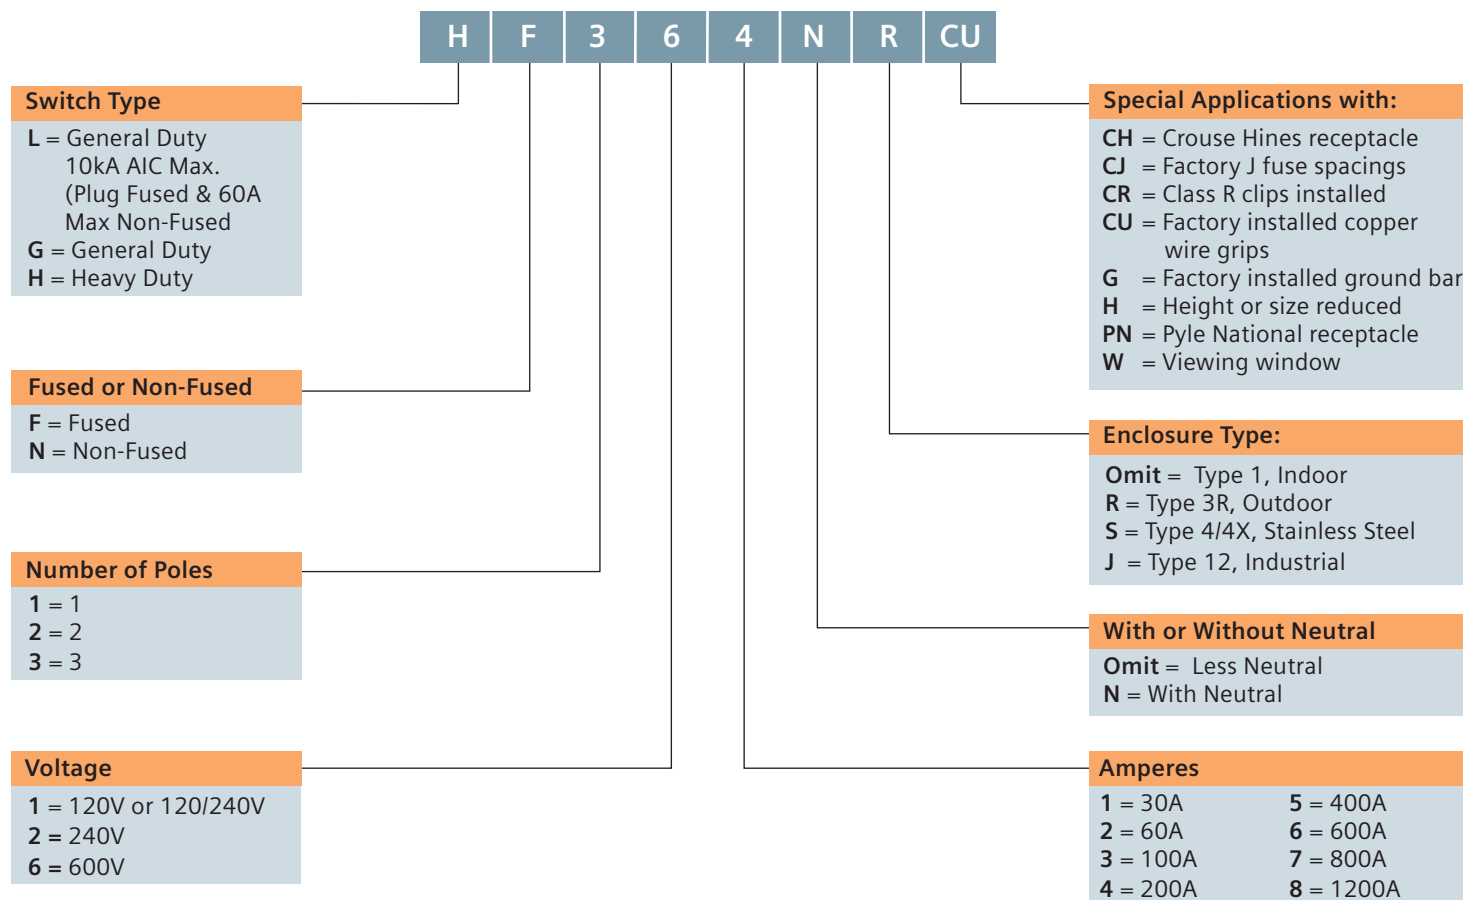 H F 3 6 4 N R CU
Switch Type
L = General Duty
10kA AIC Max.
(Plug Fused & 60A
Max Non-Fused
G = General Duty
H = Heavy Duty
Fused or Non-Fused
F = Fused
N = Non-Fused
Number of Poles
1 = 1
2 = 2
3 = 3
Voltage
1 = 120V or 120/240V
2 = 240V
6 = 600V
Special Applications with:
CH = Crouse Hines receptacle
CJ = Factory J fuse spacings
CR = Class R clips installed
CU = Factory installed copper
wire grips
G = Factory installed ground bar
H = Height or size reduced
PN = Pyle National receptacle
W = Viewing window
Enclosure Type:
Omit = Type 1, Indoor
R = Type 3R, Outdoor
S = Type 4/4X, Stainless Steel
J = Type 12, Industrial
With or Without Neutral
Omit = Less Neutral
N = With Neutral
Amperes
1 = 30A 5 = 400A
2 = 60A 6 = 600A
3 = 100A 7 = 800A
4 = 200A 8 = 1200A